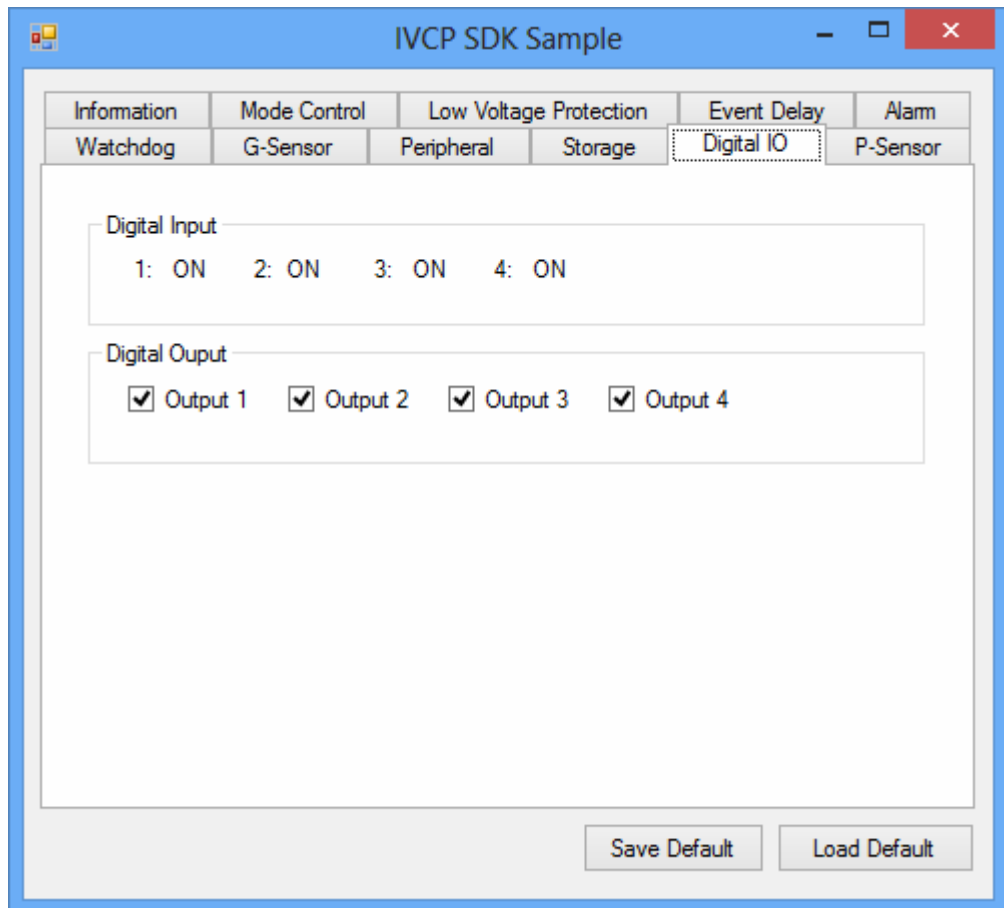 IVCP SDK Sample
Information Mode Control Low Voltage Protection Event Delay Alarm
Watchdog G-Sensor Peripheral Storage Digital IO P-Sensor
Digital Input
1: ON 2: ON 3: ON 4: ON
Digital Ouput
Output 1 Output 2 Output 3 Output 4
Save Default Load Default